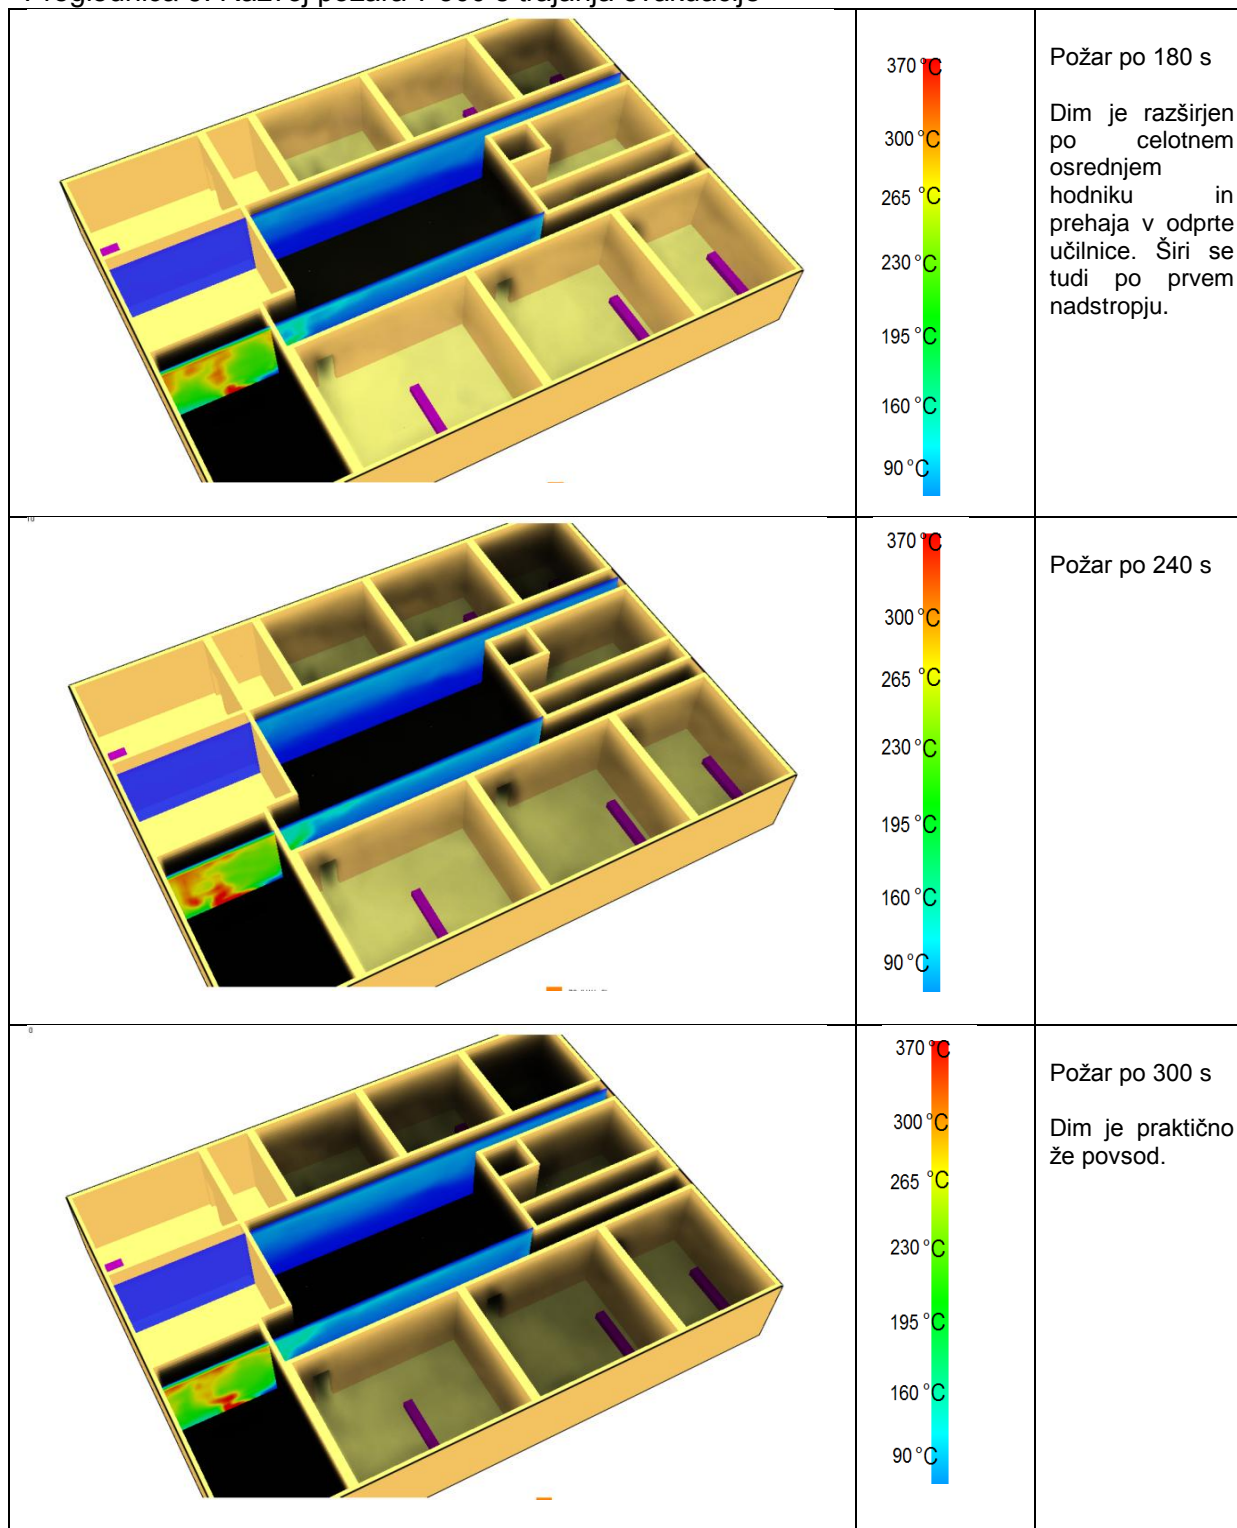 370 °C
300 °C
265 °C
230 °C
195 °C
160 °C
90 °C
Požar po 180 s
Dim je razširjen
po celotnem
osrednjem
hodniku in
prehaja v odprte
učilnice. Širi se
tudi po prvem
nadstropju.
370 °C
300 °C
265 °C
230 °C
195 °C
160 °C
90 °C
Požar po 240 s
370 °C
300 °C
265 °C
230 °C
195 °C
160 °C
90 °C
Požar po 300 s
Dim je praktično
že povsod.